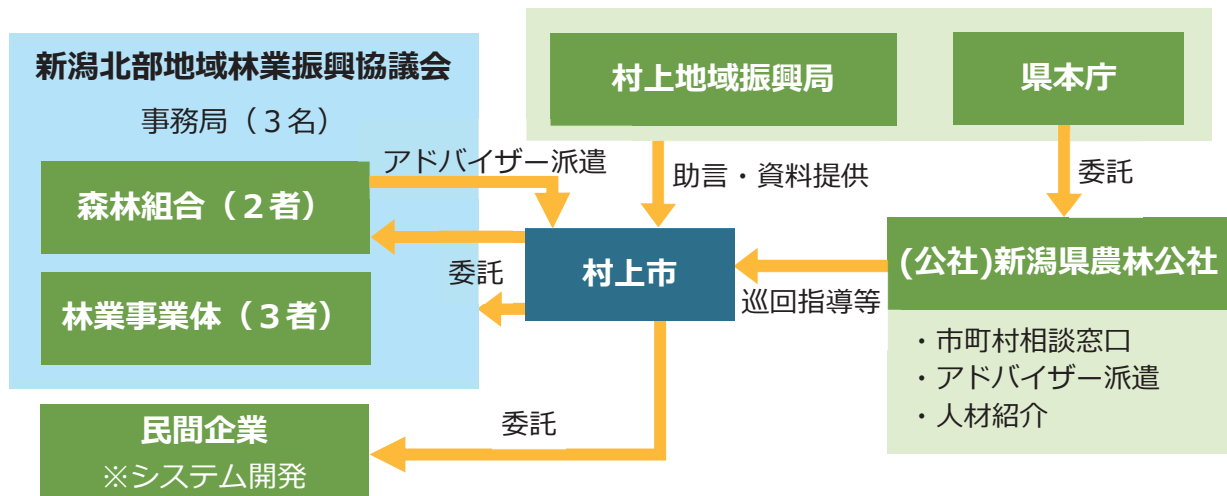 新潟北部地域林業振興協議会
事務局（３名）
森林組合（２者）
林業事業体（３者）
アドバイザー派遣
委託
村上地域振興局
県本庁
助言・資料提供
委託
村上市
巡回指導等
(公社)新潟県農林公社
・市町村相談窓口
・アドバイザー派遣
・人材紹介
委託
民間企業
※システム開発